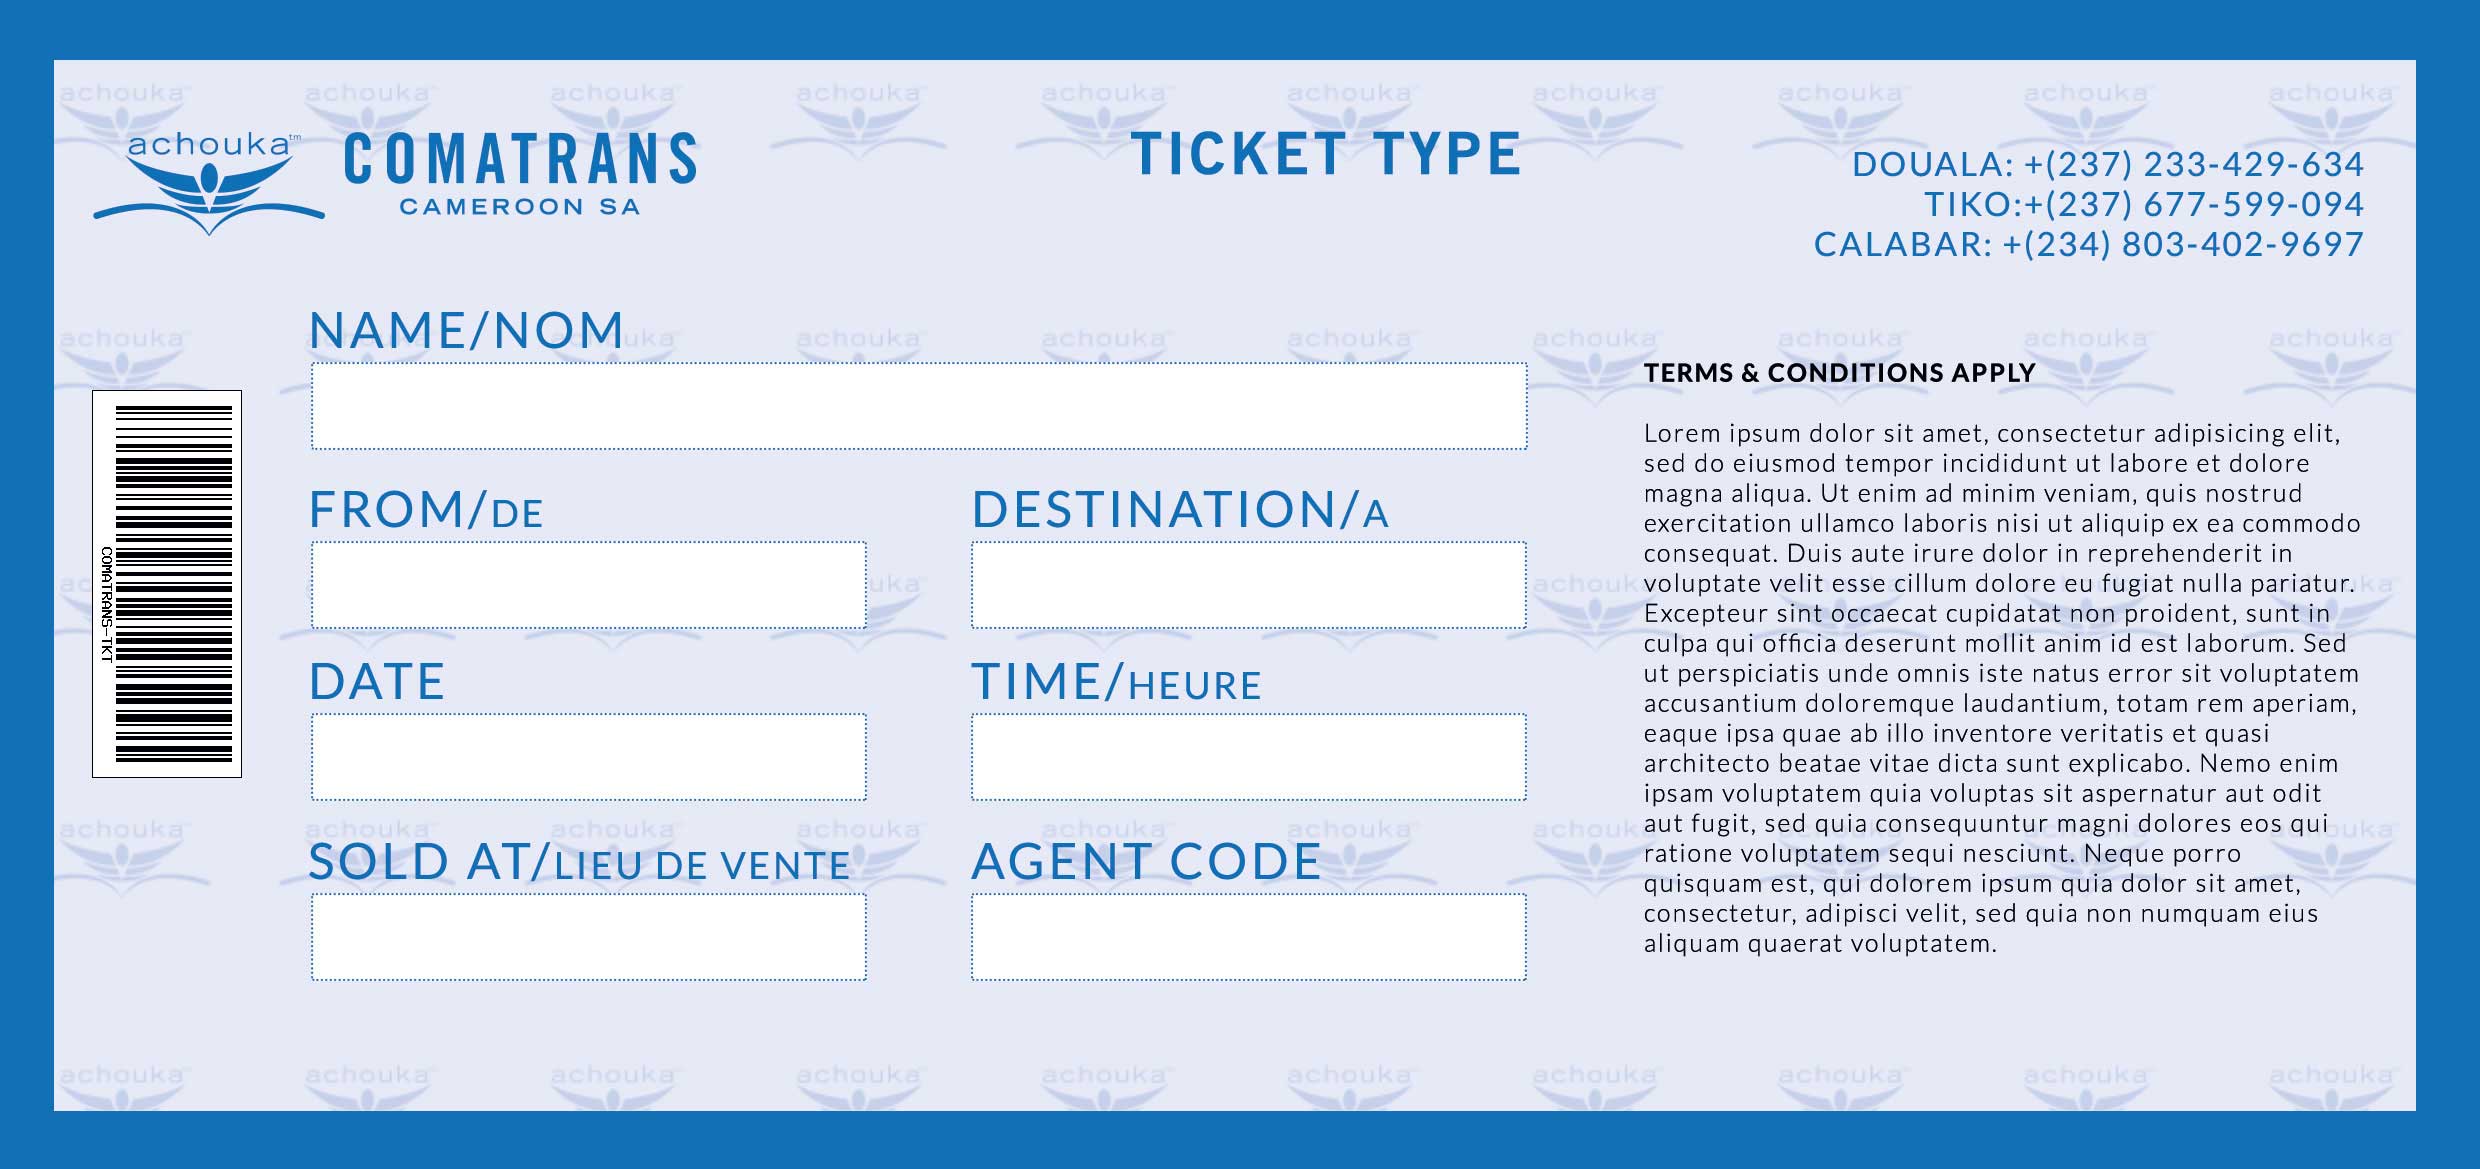 achouka™
COMATRANS
CAMEROON SA
TICKET TYPE
DOUALA: +(237) 233-429-634
TIKO:+(237) 677-599-094
CALABAR: +(234) 803-402-9697
NAME/NOM
FROM/DE
DESTINATION/A
DATE
TIME/HEURE
SOLD AT/LIEU DE VENTE
AGENT CODE
COMATRANS-TKT
TERMS & CONDITIONS APPLY
Lorem ipsum dolor sit amet, consectetur adipisicing elit,
sed do eiusmod tempor incididunt ut labore et dolore
magna aliqua. Ut enim ad minim veniam, quis nostrud
exercitation ullamco laboris nisi ut aliquip ex ea commodo
consequat. Duis aute irure dolor in reprehenderit in
voluptate velit esse cillum dolore eu fugiat nulla pariatur.
Excepteur sint occaecat cupidatat non proident, sunt in
culpa qui officia deserunt mollit anim id est laborum. Sed
ut perspiciatis unde omnis iste natus error sit voluptatem
accusantium doloremque laudantium, totam rem aperiam,
eaque ipsa quae ab illo inventore veritatis et quasi
architecto beatae vitae dicta sunt explicabo. Nemo enim
ipsam voluptatem quia voluptas sit aspernatur aut odit
aut fugit, sed quia consequuntur magni dolores eos qui
ratione voluptatem sequi nesciunt. Neque porro
quisquam est, qui dolorem ipsum quia dolor sit amet,
consectetur, adipisci velit, sed quia non numquam eius
aliquam quaerat voluptatem.